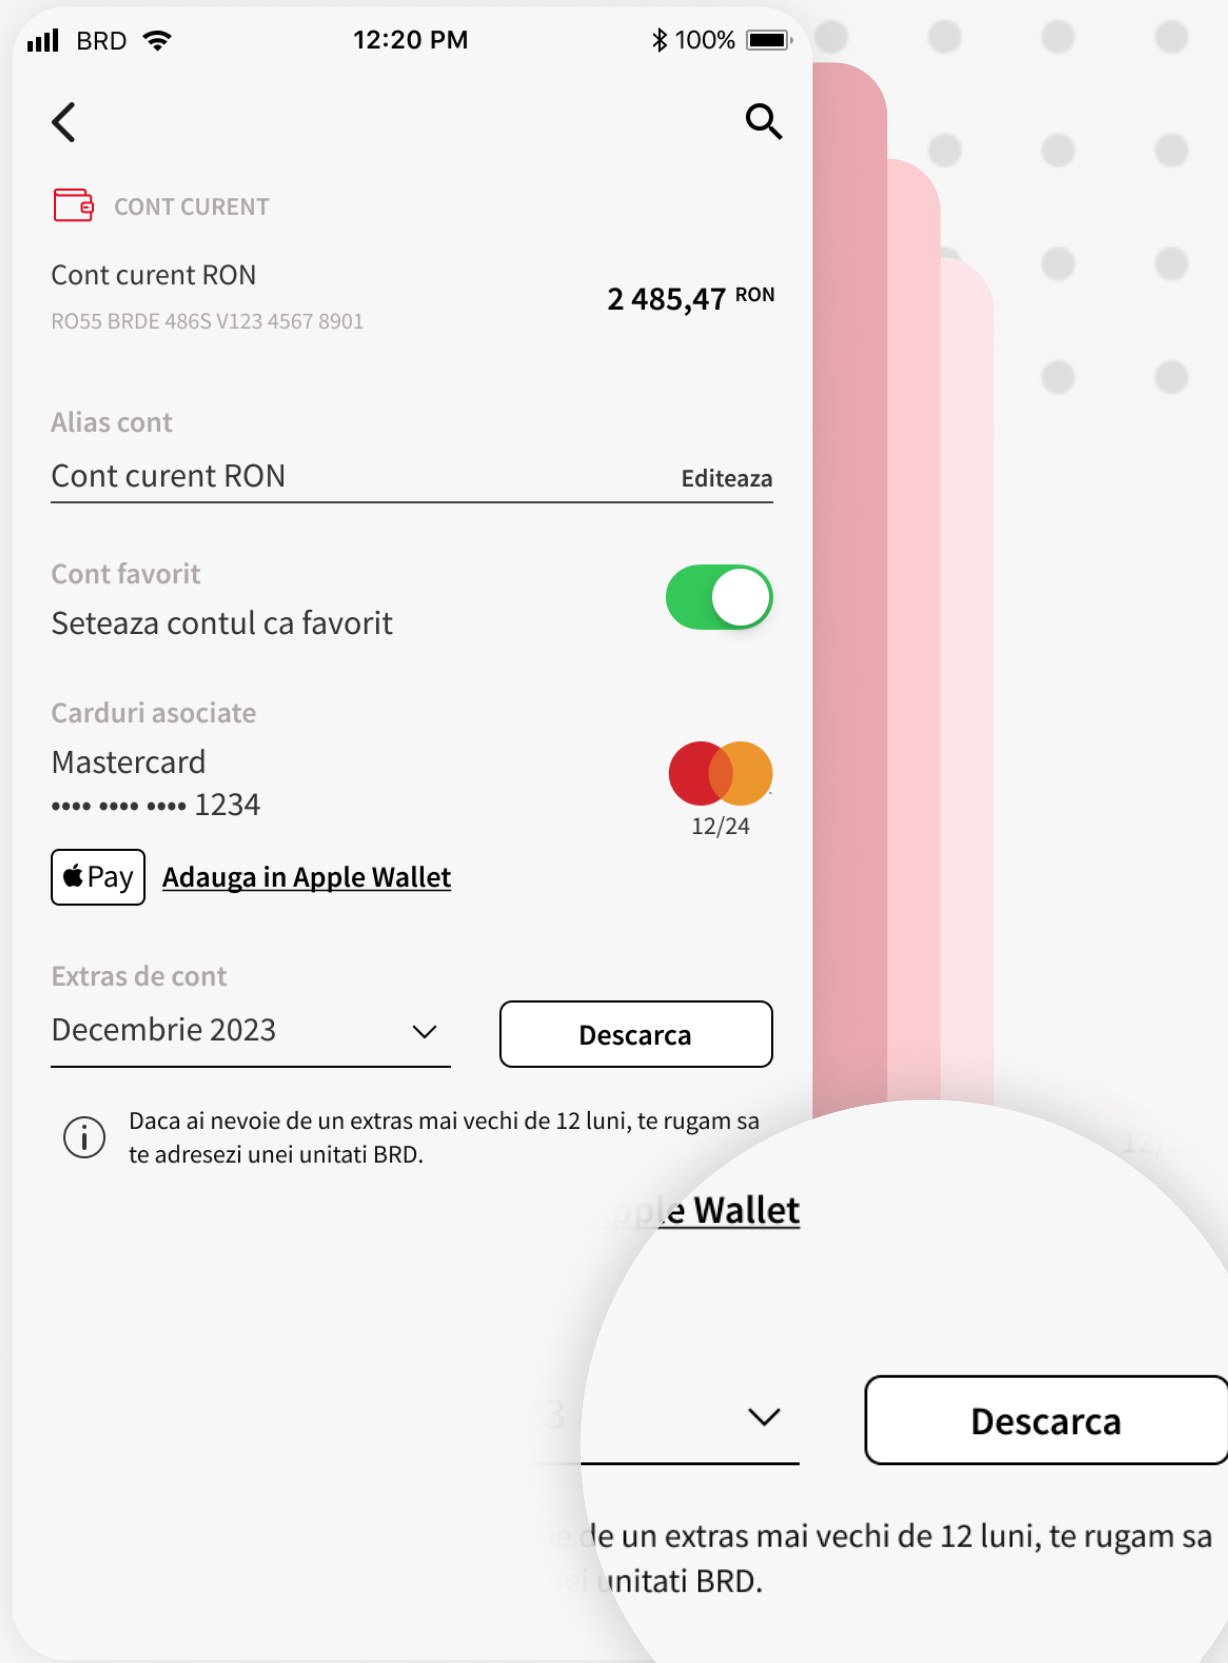 BRD 12:20 PM 100%
CONT CURENT
Cont curent RON
2 485,47 RON
RO55 BRDE 486S V123 4567 8901
Alias cont
Cont curent RON Editeaza
Cont favorit
Seteaza contul ca favorit
Carduri asociate
Mastercard
•••• •••• •••• 1234
12/24
Pay Adauga in Apple Wallet
Extras de cont
Decembrie 2023 Descarca
Daca ai nevoie de un extras mai vechi de 12 luni, te rugam sa
te adresezi unei unitati BRD.
Wallet
Descarca
de un extras mai vechi de 12 luni, te rugam sa
unitati BRD.